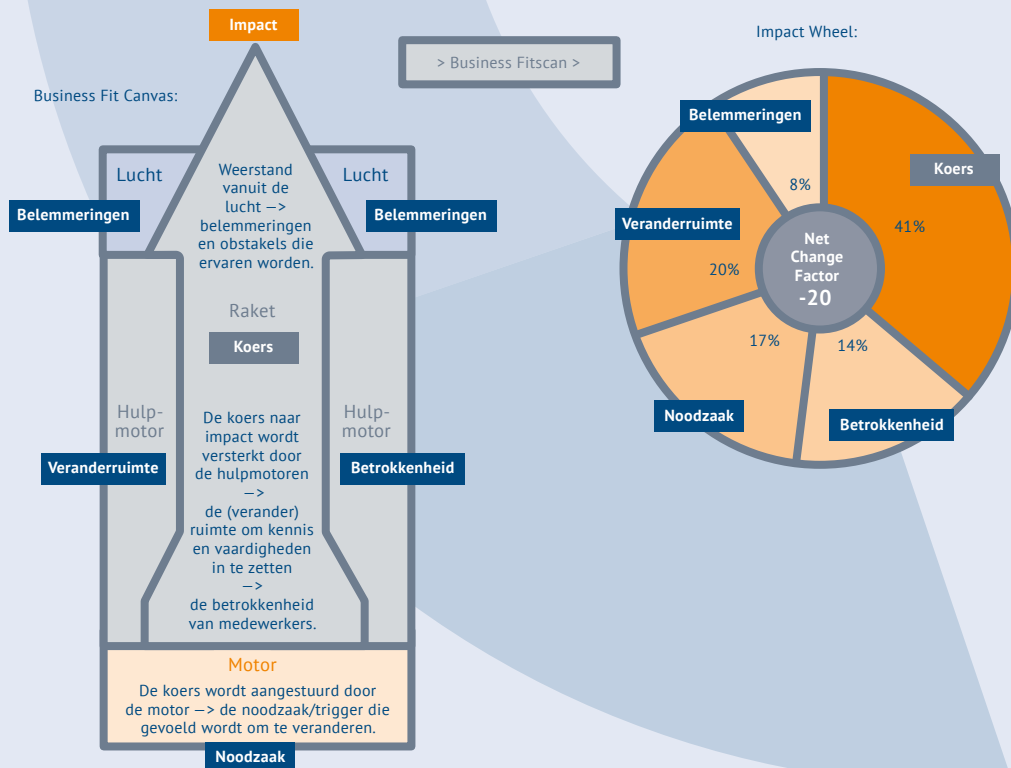 Impact
Business Fit Canvas:
Lucht
Lucht
Belemmeringen
Belemmeringen
Weerstand
vanuit de
lucht —>
belemmeringen
en obstakels die
ervaren worden.
Raket
Koers
Hulp-
motor
Veranderruimte
Hulp-
motor
Betrokkenheid
De koers naar
impact wordt
versterkt door
de hulpmotoren
—>
de (verander)
ruimte om kennis
en vaardigheden
in te zetten
—>
de betrokkenheid
van medewerkers.
Motor
De koers wordt aangestuurd door
de motor —> de noodzaak/trigger die
gevoeld wordt om te veranderen.
Noodzaak
> Business Fitscan >
Impact Wheel:
Belemmeringen
8%
Koers
41%
Veranderruimte
20%
Net
Change
Factor
-20
17%
14%
Noodzaak
Betrokkenheid